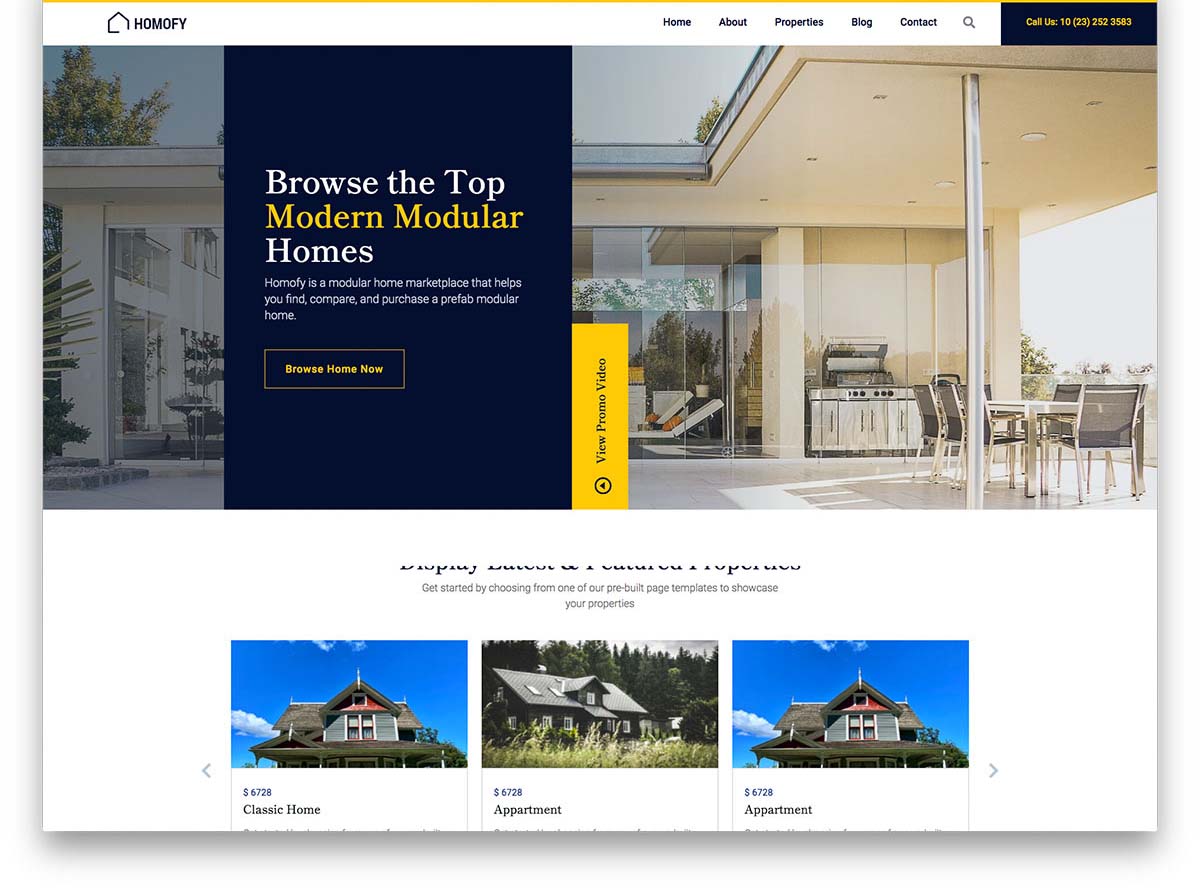 HOMOFY
Home About Properties Blog Contact
Call Us: 10 (23) 252 3583
Browse the Top
Modern Modular
Homes
Homofy is a modular home marketplace that helps
you find, compare, and purchase a prefab modular
home.
Browse Home Now
View Promo Video
Display Latest & Featured Properties
Get started by choosing from one of our pre-built page templates to showcase
your properties
$ 6728
Classic Home
$ 6728
Appartment
$ 6728
Appartment